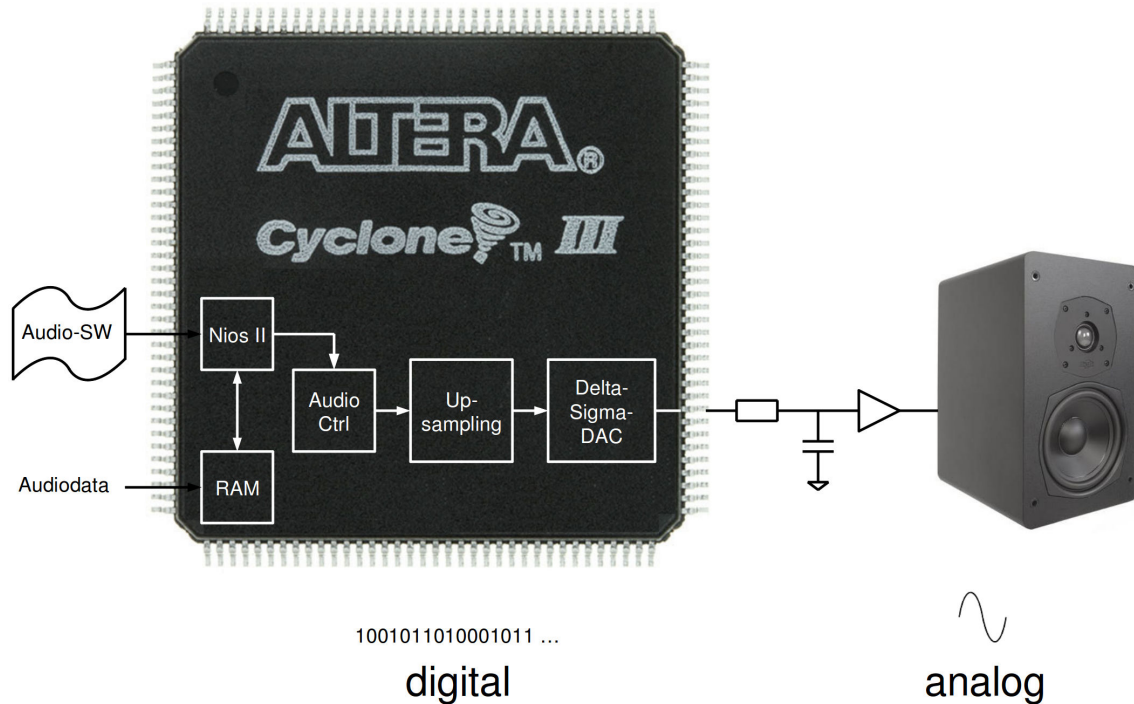 ALTERA®
Cyclone™ III
Audio-SW
Nios II
Audio
Ctrl
Up-
sampling
Delta-
Sigma-
DAC
Audiodata
RAM
1001011010001011 ...
digital
analog